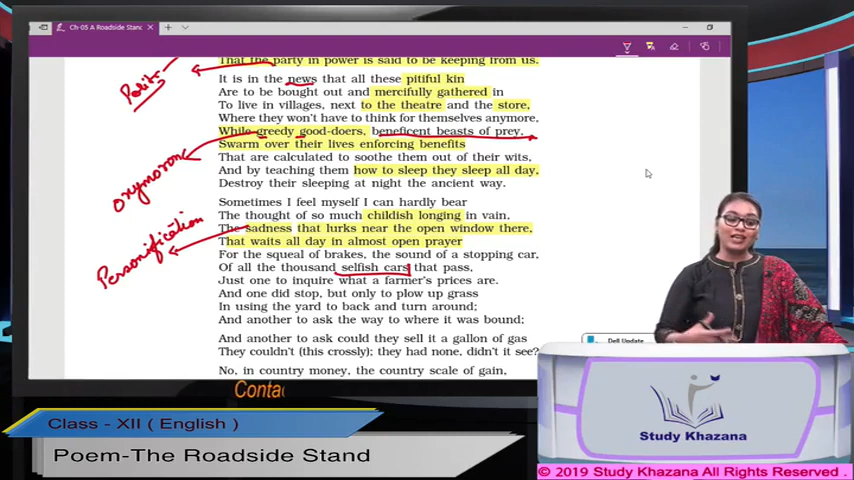 Ch-05 A Roadside Stand
That the party in power is said to be keeping from us.
Polits
It is in the news that all these pitiful kin
Are to be bought out and mercifully gathered in
To live in villages, next to the theatre and the store,
Where they won't have to think for themselves anymore,
While greedy good-doers, beneficent beasts of prey,
Swarm over their lives enforcing benefits
oxymoron
That are calculated to soothe them out of their wits,
And by teaching them how to sleep they sleep all day,
Destroy their sleeping at night the ancient way.
Sometimes I feel myself I can hardly bear
The thought of so much childish longing in vain,
The sadness that lurks near the open window there,
That waits all day in almost open prayer
Personification
For the squeal of brakes, the sound of a stopping car,
Of all the thousand selfish cars that pass,
Just one to inquire what a farmer's prices are.
And one did stop, but only to plow up grass
In using the yard to back and turn around;
And another to ask the way to where it was bound;
And another to ask could they sell it a gallon of gas
They couldn't (this crossly); they had none, didn't it see?
No, in country money, the country scale of gain,
Dell Update
Conta
Study Khazana
Class - XII ( English )
Poem-The Roadside Stand
© 2019 Study Khazana All Rights Reserved .